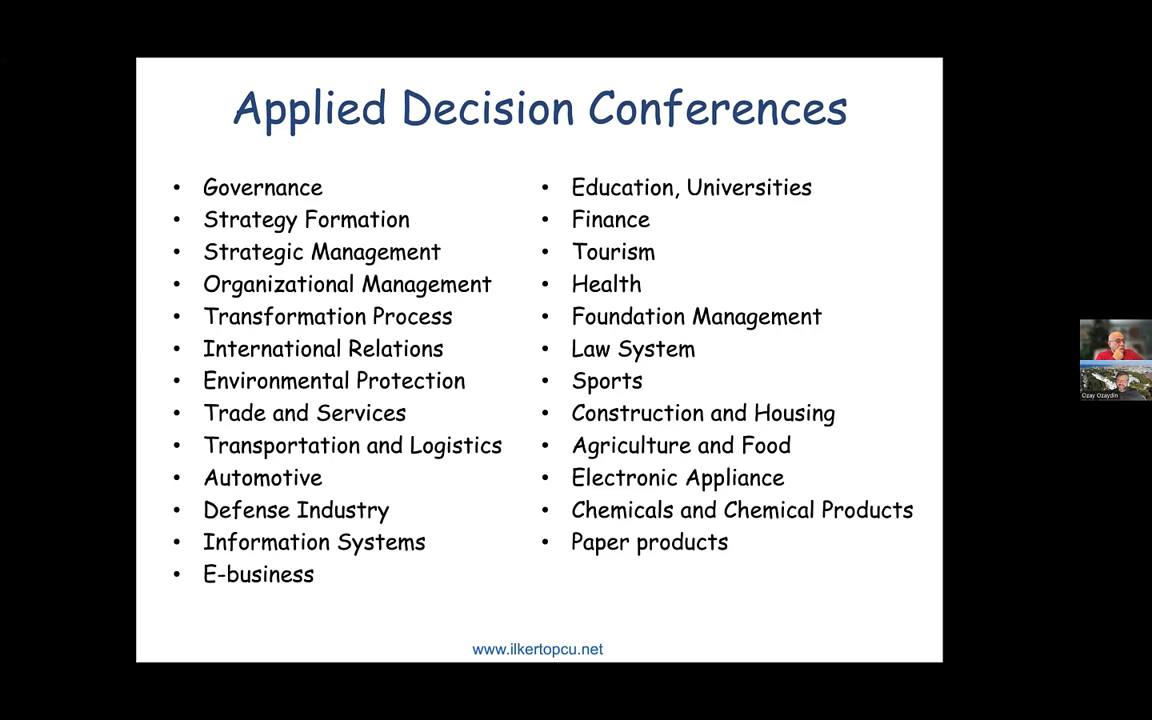 Applied Decision Conferences
• Governance
• Strategy Formation
• Strategic Management
• Organizational Management
• Transformation Process
• International Relations
• Environmental Protection
• Trade and Services
• Transportation and Logistics
• Automotive
• Defense Industry
• Information Systems
• E-business
• Education, Universities
• Finance
• Tourism
• Health
• Foundation Management
• Law System
• Sports
• Construction and Housing
• Agriculture and Food
• Electronic Appliance
• Chemicals and Chemical Products
• Paper products
www.ilkertopcu.net
Ozay Ozaydin